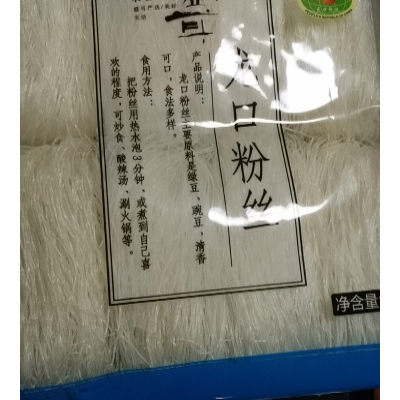 龙口粉丝
产品说明：
龙口粉丝主要原料是绿豆、豌豆，清香
可口，食法多样。
食用方法：
把粉丝用热水泡3分钟、或煮到自己喜
欢的程度，可炒食、酸辣汤、涮火锅等。
净含量